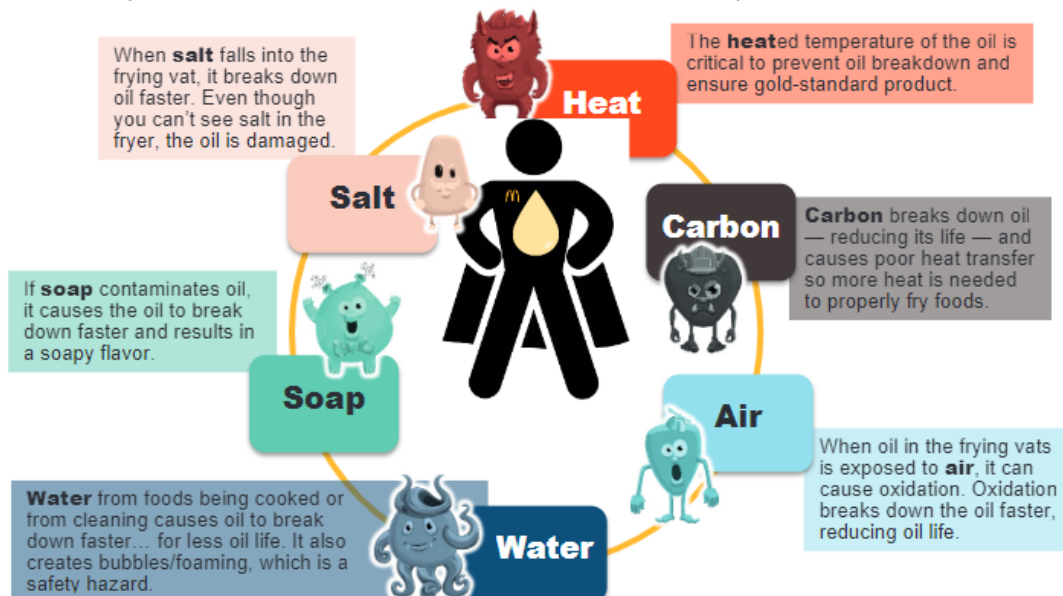 When salt falls into the
frying vat, it breaks down
oil faster. Even though
you can't see salt in the
fryer, the oil is damaged.
Salt
Heat
The heated temperature of the oil is
critical to prevent oil breakdown and
ensure gold-standard product.
Carbon
Carbon breaks down oil
— reducing its life — and
causes poor heat transfer
so more heat is needed
to properly fry foods.
If soap contaminates oil,
it causes the oil to break
down faster and results in
a soapy flavor.
Soap
Air
When oil in the frying vats
is exposed to air, it can
cause oxidation. Oxidation
breaks down the oil faster,
reducing oil life.
Water from foods being cooked or
from cleaning causes oil to break
down faster... for less oil life. It also
creates bubbles/foaming, which is a
safety hazard.
Water